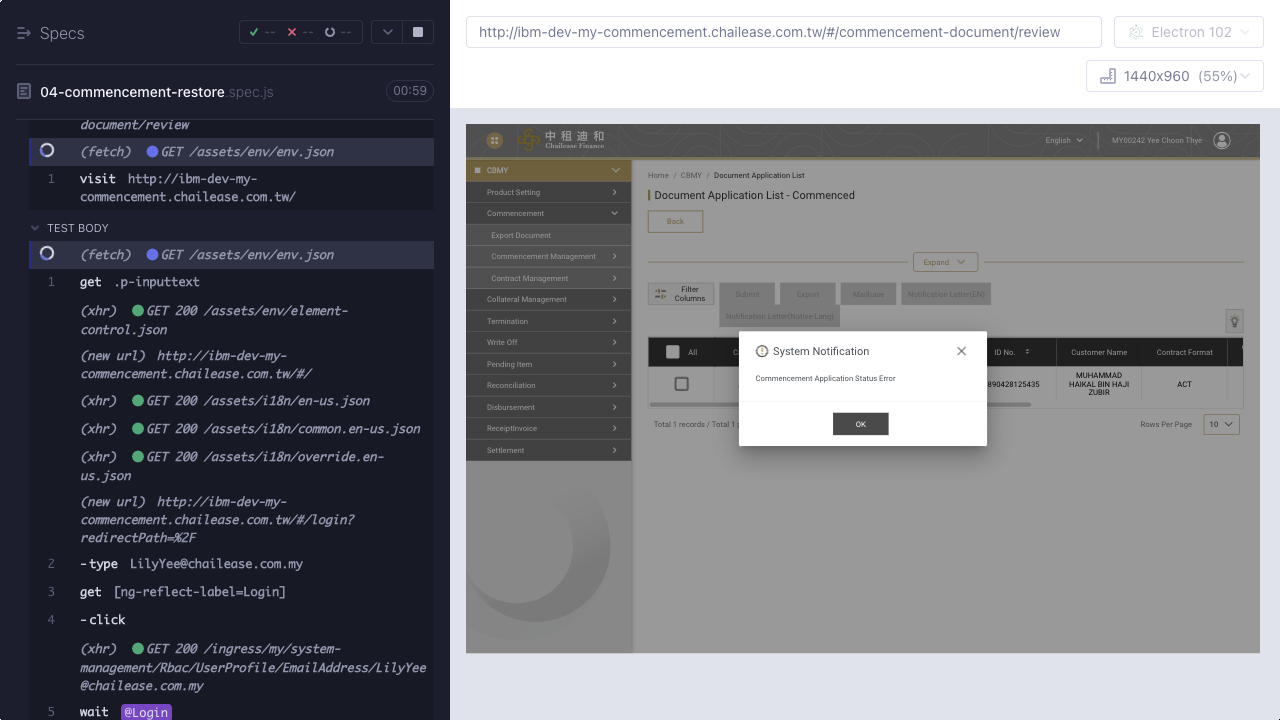 Specs
--
--
--
04-commencement-restore.spec.js
00:59
document/review
(fetch) GET /assets/env/env.json
1 visit http://ibm-dev-my-
commencement.chailease.com.tw/
TEST BODY
(fetch) GET /assets/env/env.json
1 get .p-inputtext
(xhr) GET 200 /assets/env/element-
control.json
(new url) http://ibm-dev-my-
commencement.chailease.com.tw/#/
(xhr) GET 200 /assets/i18n/en-us.json
(xhr) GET 200 /assets/i18n/common.en-us.json
(xhr) GET 200 /assets/i18n/override.en-
us.json
(new url) http://ibm-dev-my-
commencement.chailease.com.tw/#/login?
redirectPath=%2F
2 -type LilyYee@chailease.com.my
3 get [ng-reflect-label=Login]
4 -click
(xhr) GET 200 /ingress/my/system-
management/Rbac/UserProfile/EmailAddress/LilyYee
@chailease.com.my
5 wait @Login
http://ibm-dev-my-commencement.chailease.com.tw/#/commencement-document/review
Electron 102
1440x960 (55%)
中租迪和
Chailease Finance
English
MY00242 Yee Choon Thye
CBMY
Product Setting
Commencement
Export Document
Commencement Management
Contract Management
Collateral Management
Termination
Write Off
Pending Item
Reconciliation
Disbursement
ReceiptInvoice
Settlement
Home / CBMY / Document Application List
Document Application List - Commenced
Back
Expand
Filter
Columns
Submit
Export
Mailbase
Notification Letter(EN)
Notification Letter(Native Lang)
All
ID No.
Customer Name
Contract Format
890428125435
MUHAMMAD
HAIKAL BIN HAJI
ZUBIR
ACT
Total 1 records / Total 1
Rows Per Page
10
System Notification
Commencement Application Status Error
OK